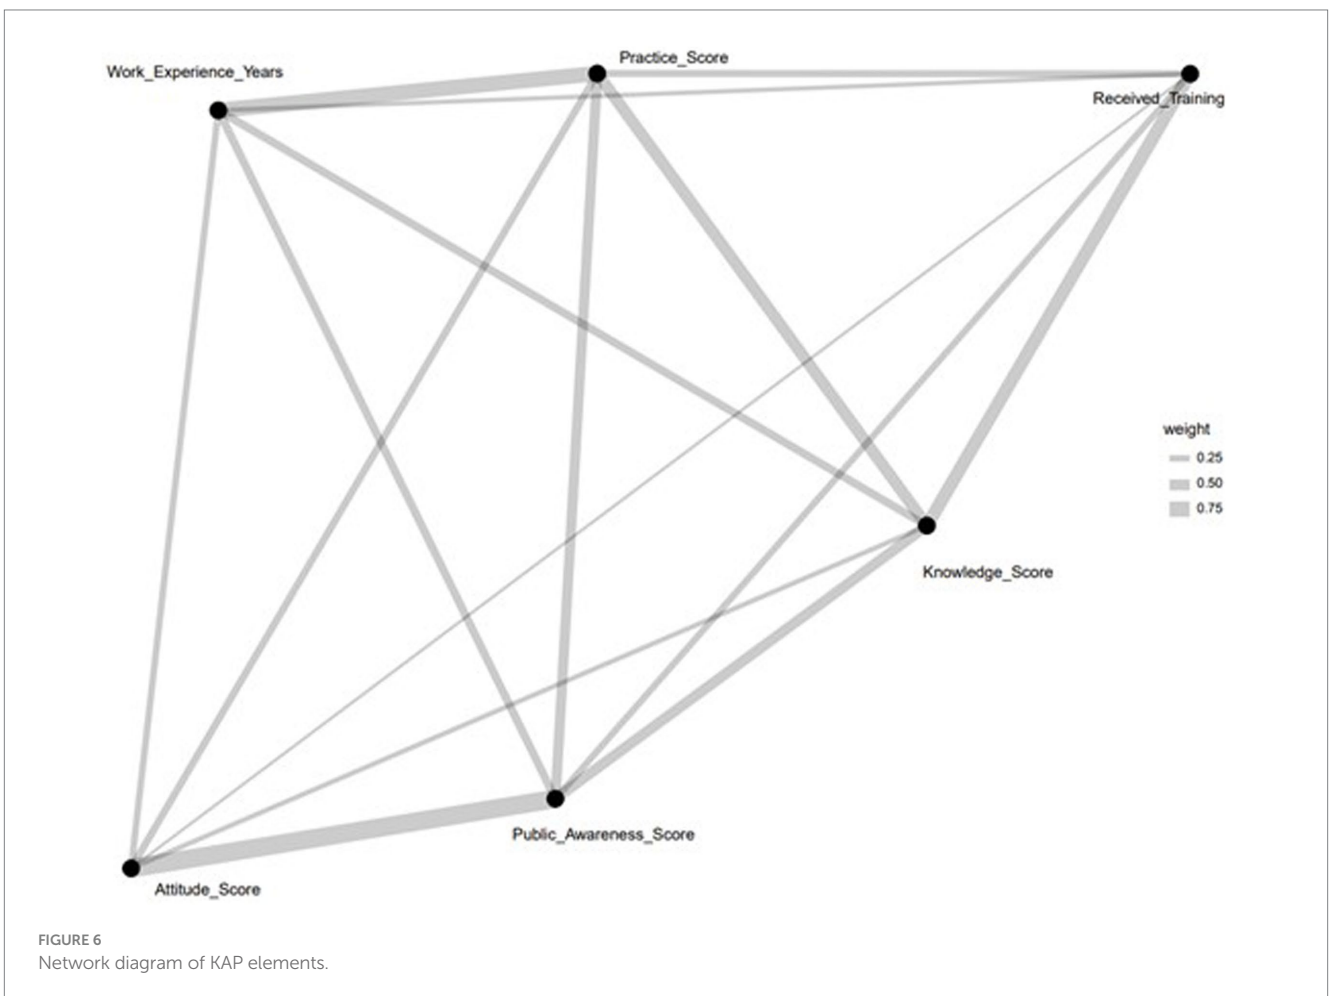 Practice_Score
Work_Experience_Years
Received_Training
weight
0.25
0.50
0.75
Knowledge_Score
Public_Awareness_Score
Attitude_Score
FIGURE 6
Network diagram of KAP elements.